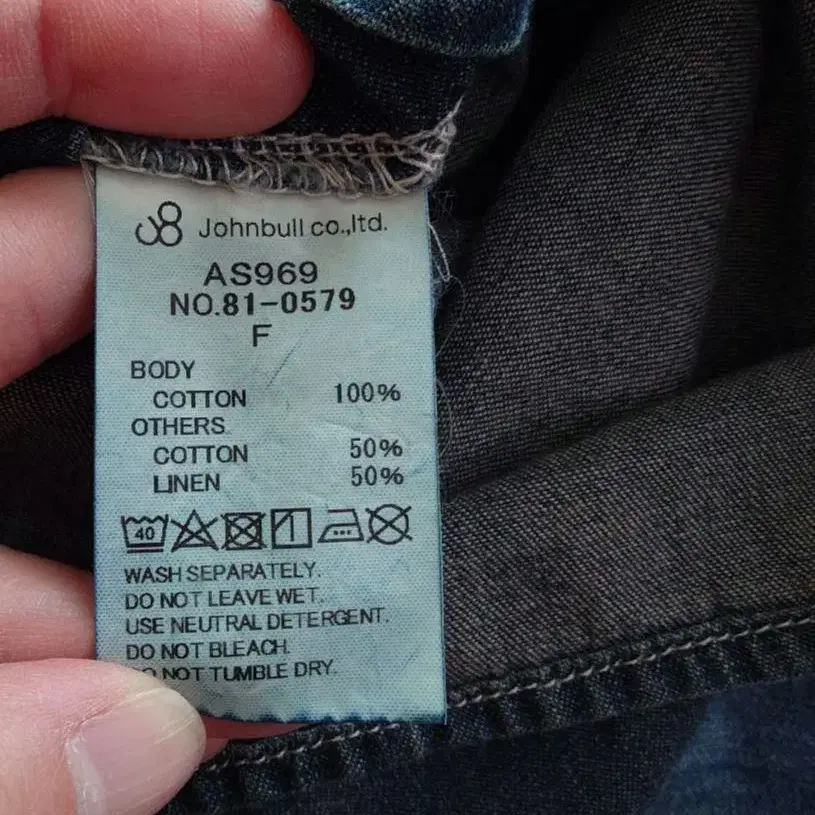 Johnbull co.,ltd.
AS969
NO.81-0579
F
BODY
COTTON 100%
OTHERS
COTTON 50%
LINEN 50%
40
WASH SEPARATELY.
DO NOT LEAVE WET.
USE NEUTRAL DETERGENT.
DO NOT BLEACH.
DO NOT TUMBLE DRY.